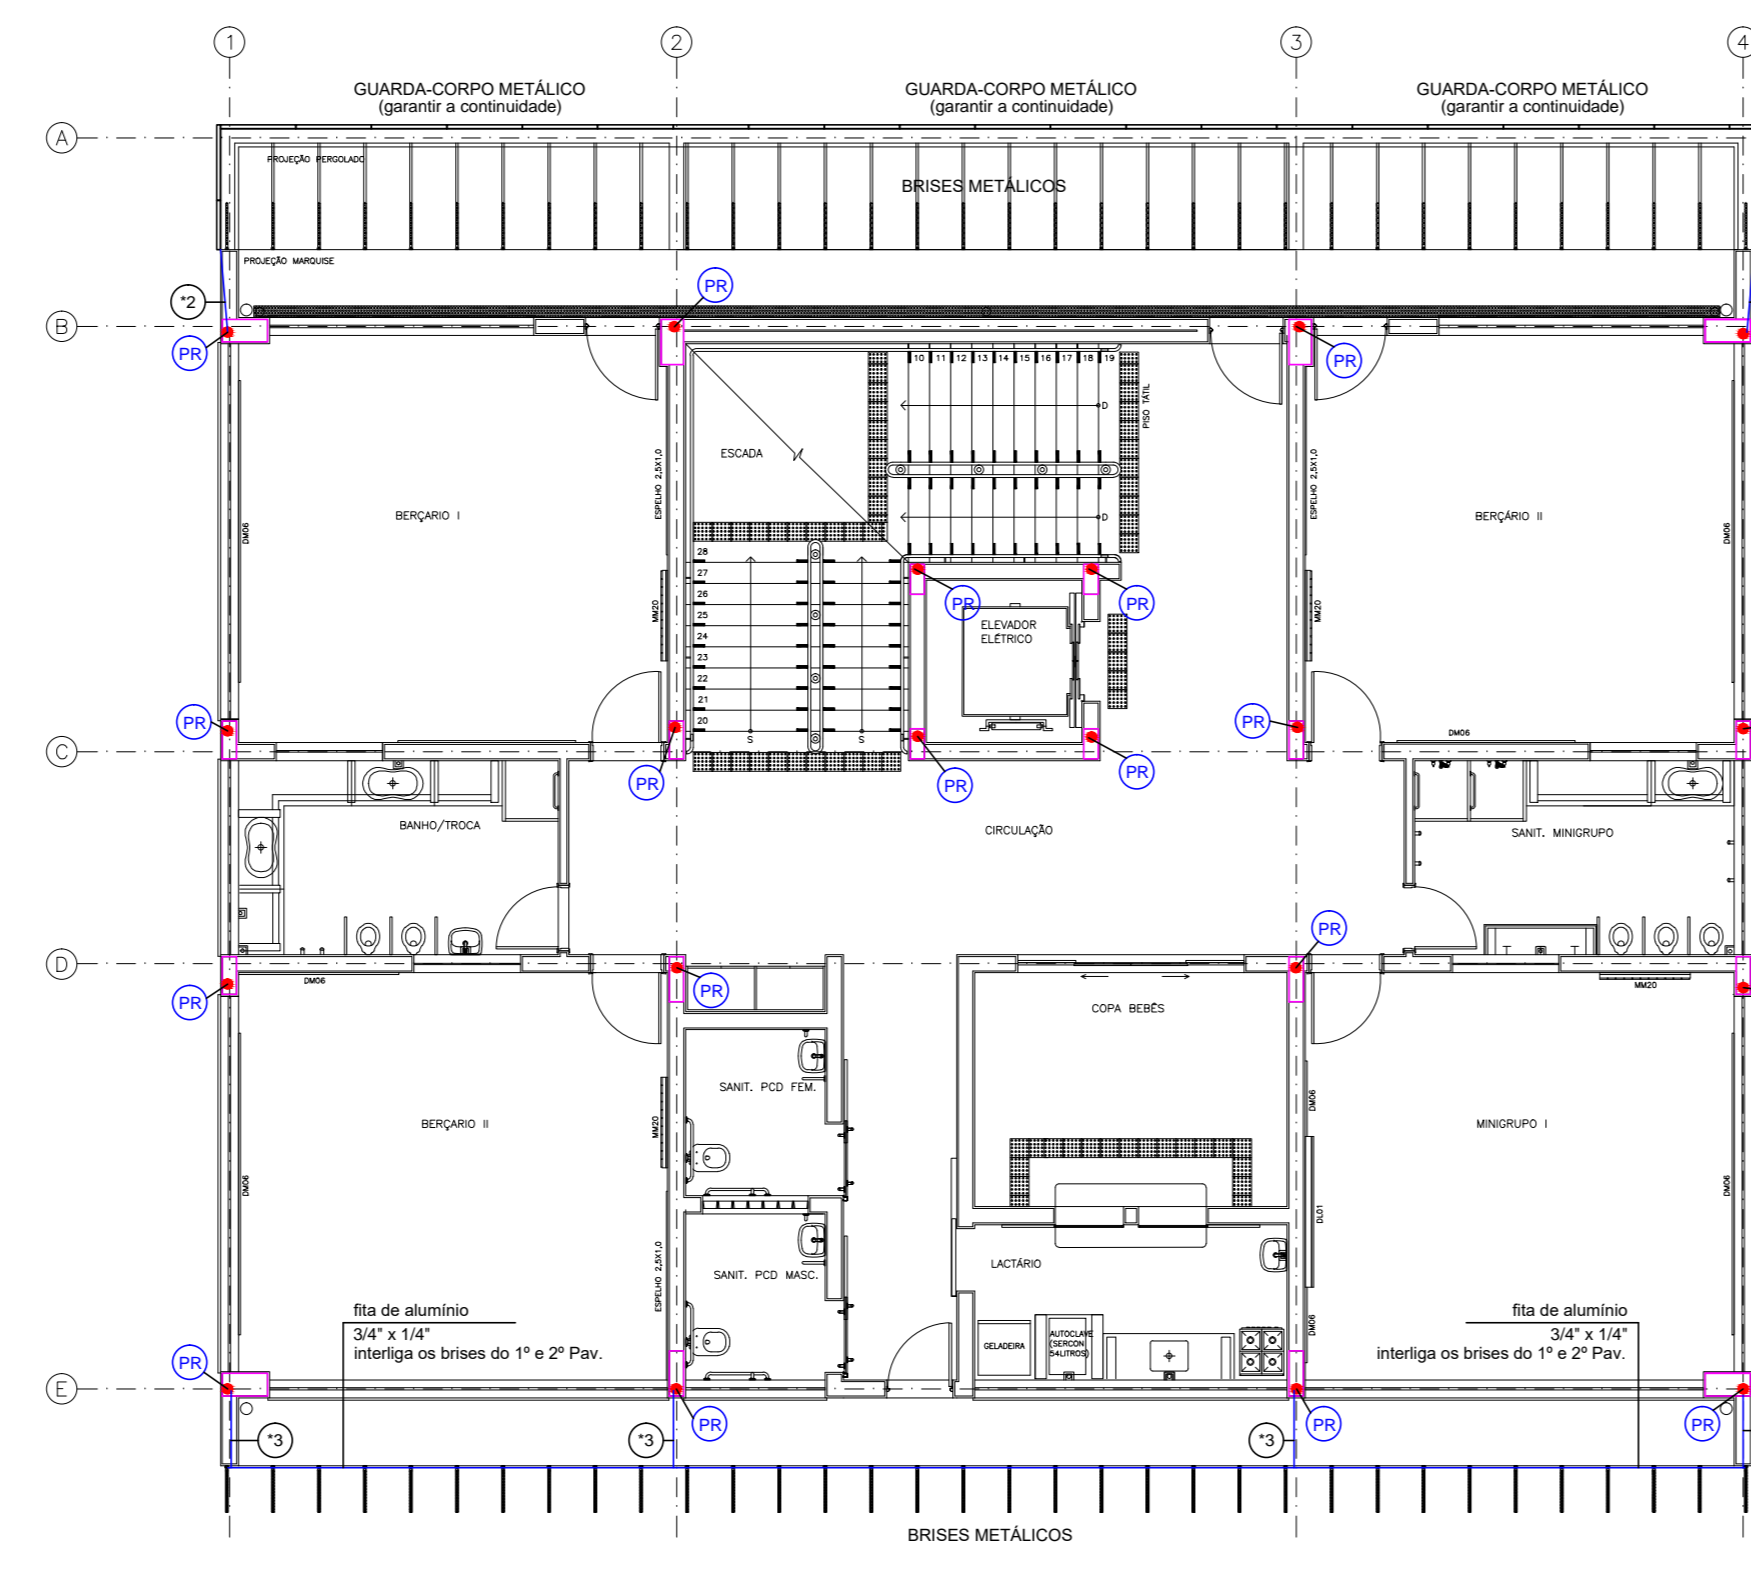 1
2
3
4
GUARDA-CORPO METÁLICO
(garantir a continuidade)
GUARDA-CORPO METÁLICO
(garantir a continuidade)
GUARDA-CORPO METÁLICO
(garantir a continuidade)
A
PROJEÇÃO PERGOLADO
BRISES METÁLICOS
PROJEÇÃO MARQUISE
*2
PR
B
PR
PR
10 11 12 13 14 15 16 17 18 19
D
PISO TÁTIL
ESCADA
ESPELHO 2,5X1,0
ESPELHO 2,5X1,0
BERÇARIO I
BERÇÁRIO II
DM06
DM06
D
28
27
26
25
24
23
22
21
20
S
S
MM20
MM20
PR
PR
ELEVADOR
ELÉTRICO
PR
PR
DM06
C
PR
PR
PR
BANHO/TROCA
CIRCULAÇÃO
SANIT. MINIGRUPO
PR
D
DM06
PR
PR
MM20
COPA BEBÊS
SANIT. PCD FEM.
BERÇARIO II
MINIGRUPO I
MM20
DM06
DM06
DM06
DL01
ESPELHO 2,5X1,0
SANIT. PCD MASC.
LACTÁRIO
fita de alumínio
3/4" x 1/4"
interliga os brises do 1º e 2º Pav.
fita de alumínio
3/4" x 1/4"
interliga os brises do 1º e 2º Pav.
DM06
GELADEIRA
AUTOCLAVE
(SERCON
54LITROS)
PR
E
PR
PR
PR
*3
*3
*3
BRISES METÁLICOS